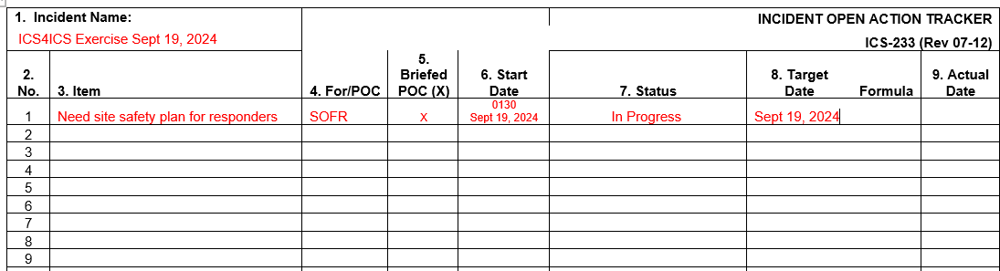 1. Incident Name:
INCIDENT OPEN ACTION TRACKER
ICS4ICS Exercise Sept 19, 2024
ICS-233 (Rev 07-12)
2. No. 3. Item 4. For/POC 5. Briefed POC (X) 6. Start Date 7. Status 8. Target Date Formula 9. Actual Date
1 Need site safety plan for responders SOFR X 0130 Sept 19, 2024 In Progress Sept 19, 2024
2
3
4
5
6
7
8
9